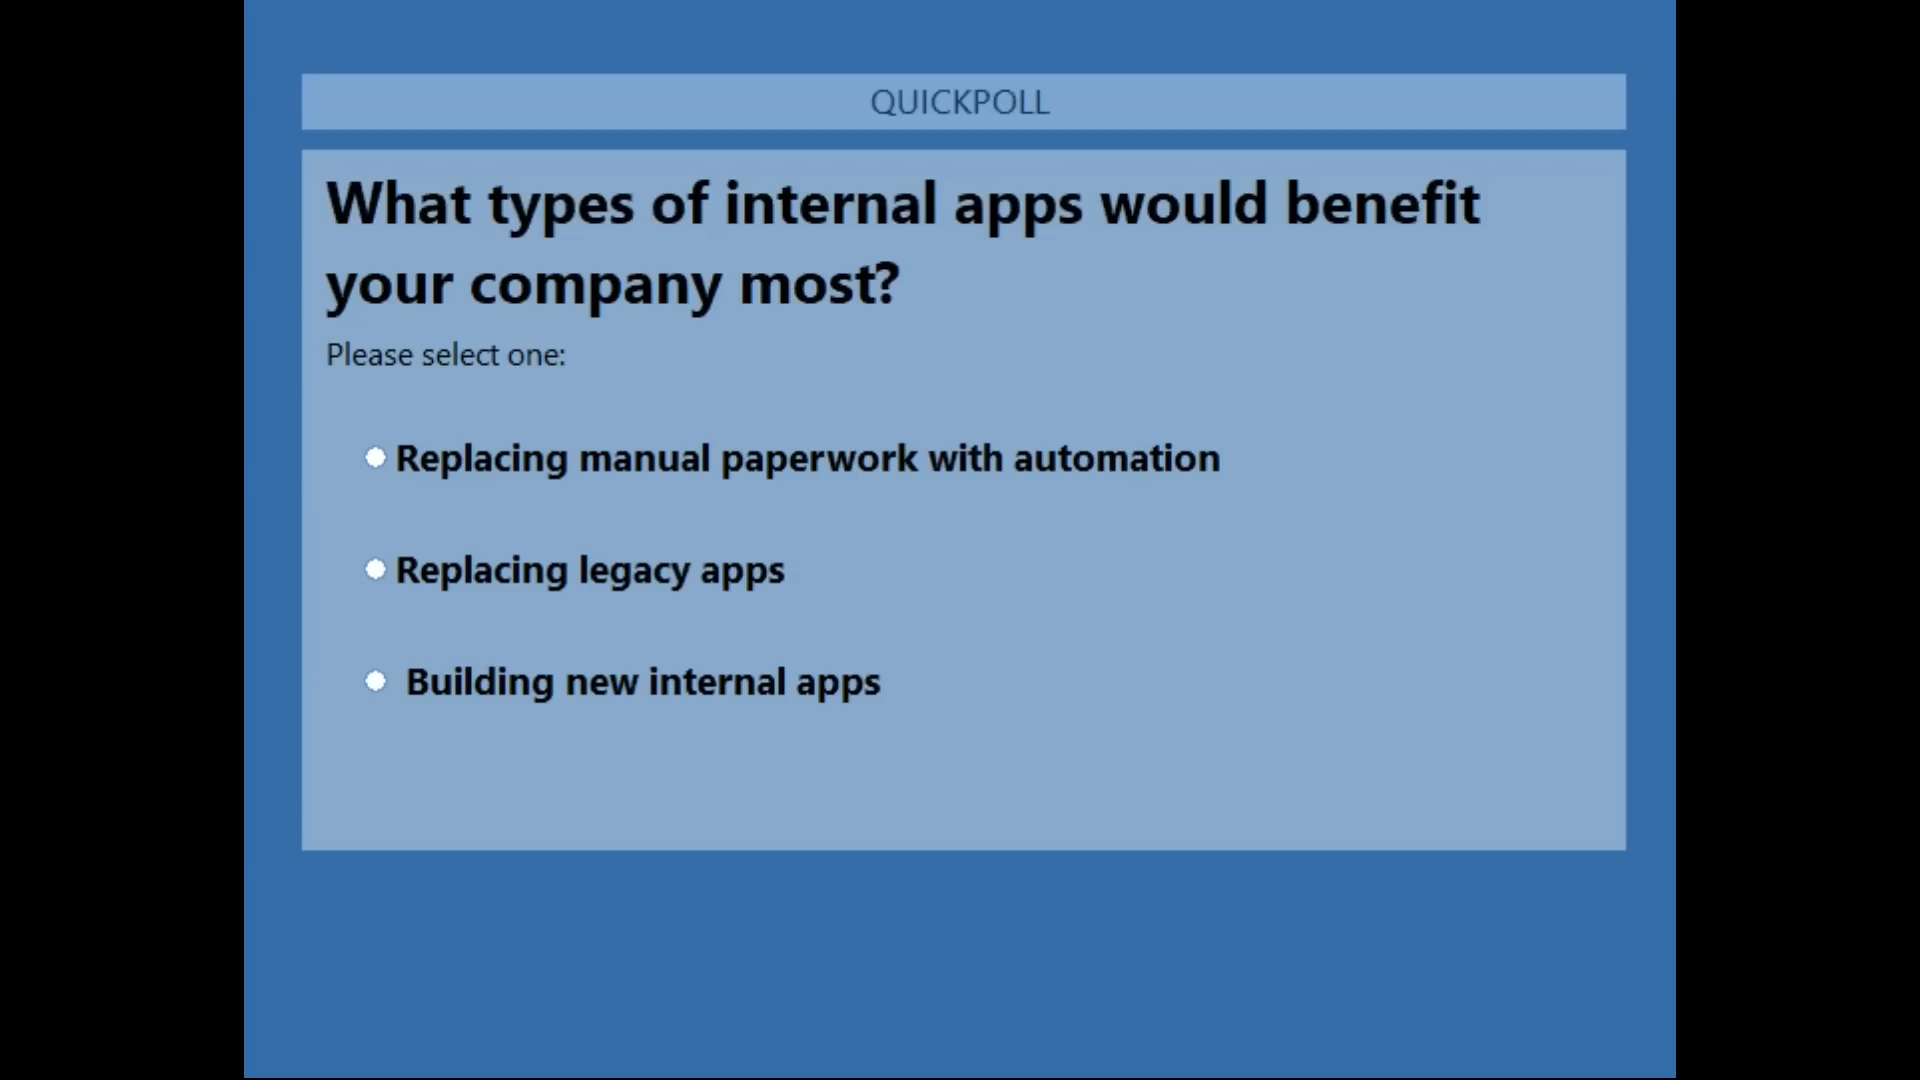 QUICKPOLL
What types of internal apps would benefit
your company most?
Please select one:
Replacing manual paperwork with automation
Replacing legacy apps
Building new internal apps